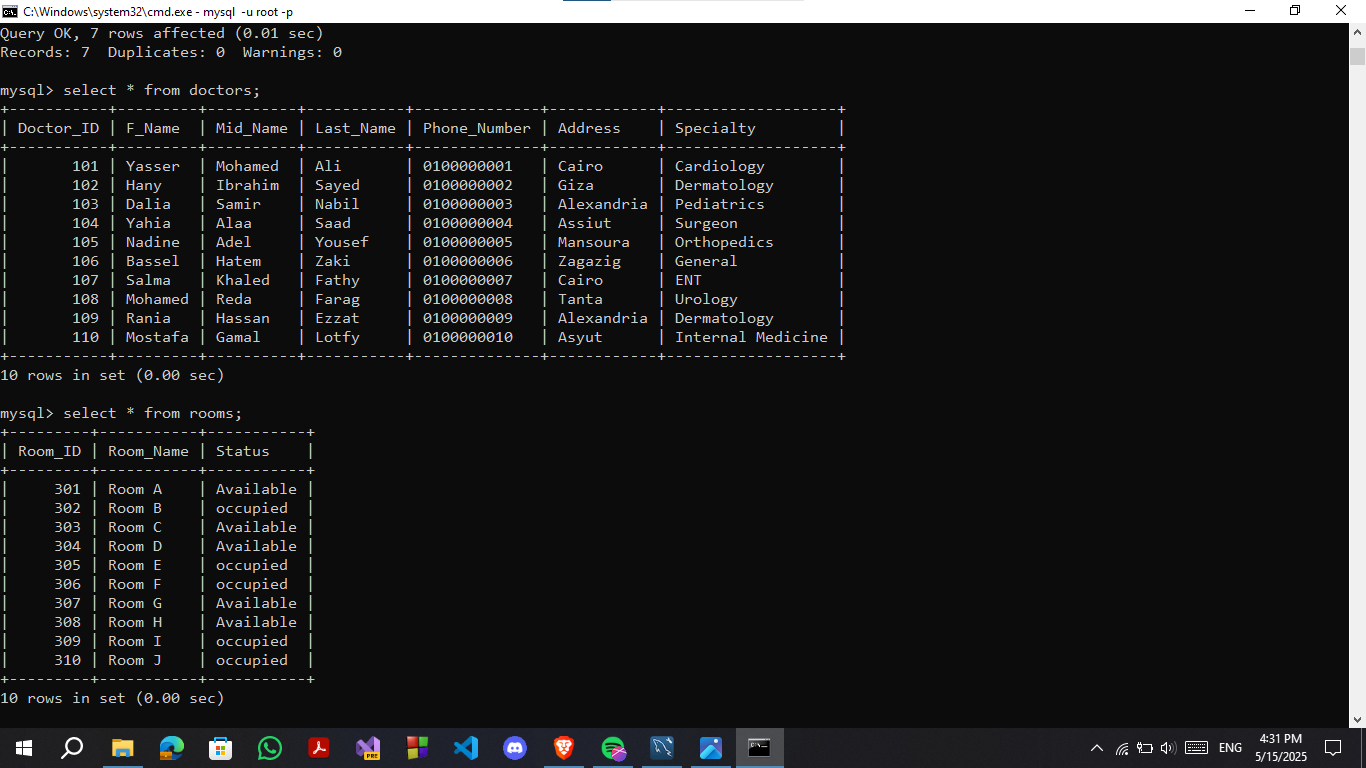 C:\Windows\system32\cmd.exe - mysql  -u root -p
Query OK, 7 rows affected (0.01 sec)
Records: 7  Duplicates: 0  Warnings: 0
mysql> select * from doctors;
+-----------+---------+----------+-----------+--------------+------------+-------------------+
| Doctor_ID | F_Name  | Mid_Name | Last_Name | Phone_Number | Address    | Specialty         |
+-----------+---------+----------+-----------+--------------+------------+-------------------+
|       101 | Yasser  | Mohamed  | Ali       | 0100000001   | Cairo      | Cardiology        |
|       102 | Hany    | Ibrahim  | Sayed     | 0100000002   | Giza       | Dermatology       |
|       103 | Dalia   | Samir    | Nabil     | 0100000003   | Alexandria | Pediatrics        |
|       104 | Yahia   | Alaa     | Saad      | 0100000004   | Assiut     | Surgeon           |
|       105 | Nadine  | Adel     | Yousef    | 0100000005   | Mansoura   | Orthopedics       |
|       106 | Bassel  | Hatem    | Zaki      | 0100000006   | Zagazig    | General           |
|       107 | Salma   | Khaled   | Fathy     | 0100000007   | Cairo      | ENT               |
|       108 | Mohamed | Reda     | Farag     | 0100000008   | Tanta      | Urology           |
|       109 | Rania   | Hassan   | Ezzat     | 0100000009   | Alexandria | Dermatology       |
|       110 | Mostafa | Gamal    | Lotfy     | 0100000010   | Asyut      | Internal Medicine |
+-----------+---------+----------+-----------+--------------+------------+-------------------+
10 rows in set (0.00 sec)
mysql> select * from rooms;
+---------+-----------+-----------+
| Room_ID | Room_Name | Status    |
+---------+-----------+-----------+
|     301 | Room A    | Available |
|     302 | Room B    | occupied  |
|     303 | Room C    | Available |
|     304 | Room D    | Available |
|     305 | Room E    | occupied  |
|     306 | Room F    | occupied  |
|     307 | Room G    | Available |
|     308 | Room H    | Available |
|     309 | Room I    | occupied  |
|     310 | Room J    | occupied  |
+---------+-----------+-----------+
10 rows in set (0.00 sec)
PRE
ENG
4:31 PM
5/15/2025